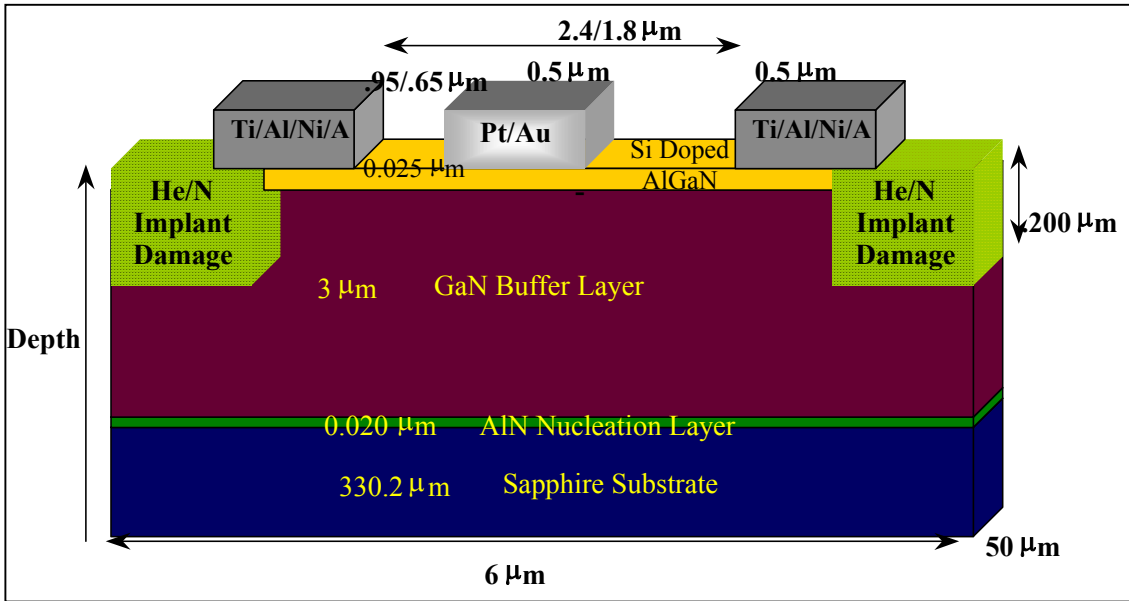 2.4/1.8 μm
.95/.65 μm
0.5 μm
0.5 μm
Ti/Al/Ni/A
Pt/Au
Ti/Al/Ni/A
Si Doped
0.025 μm
AlGaN
He/N
Implant
Damage
He/N
Implant
Damage
.200 μm
3 μm GaN Buffer Layer
Depth
0.020 μm AlN Nucleation Layer
330.2 μm Sapphire Substrate
50 μm
6 μm